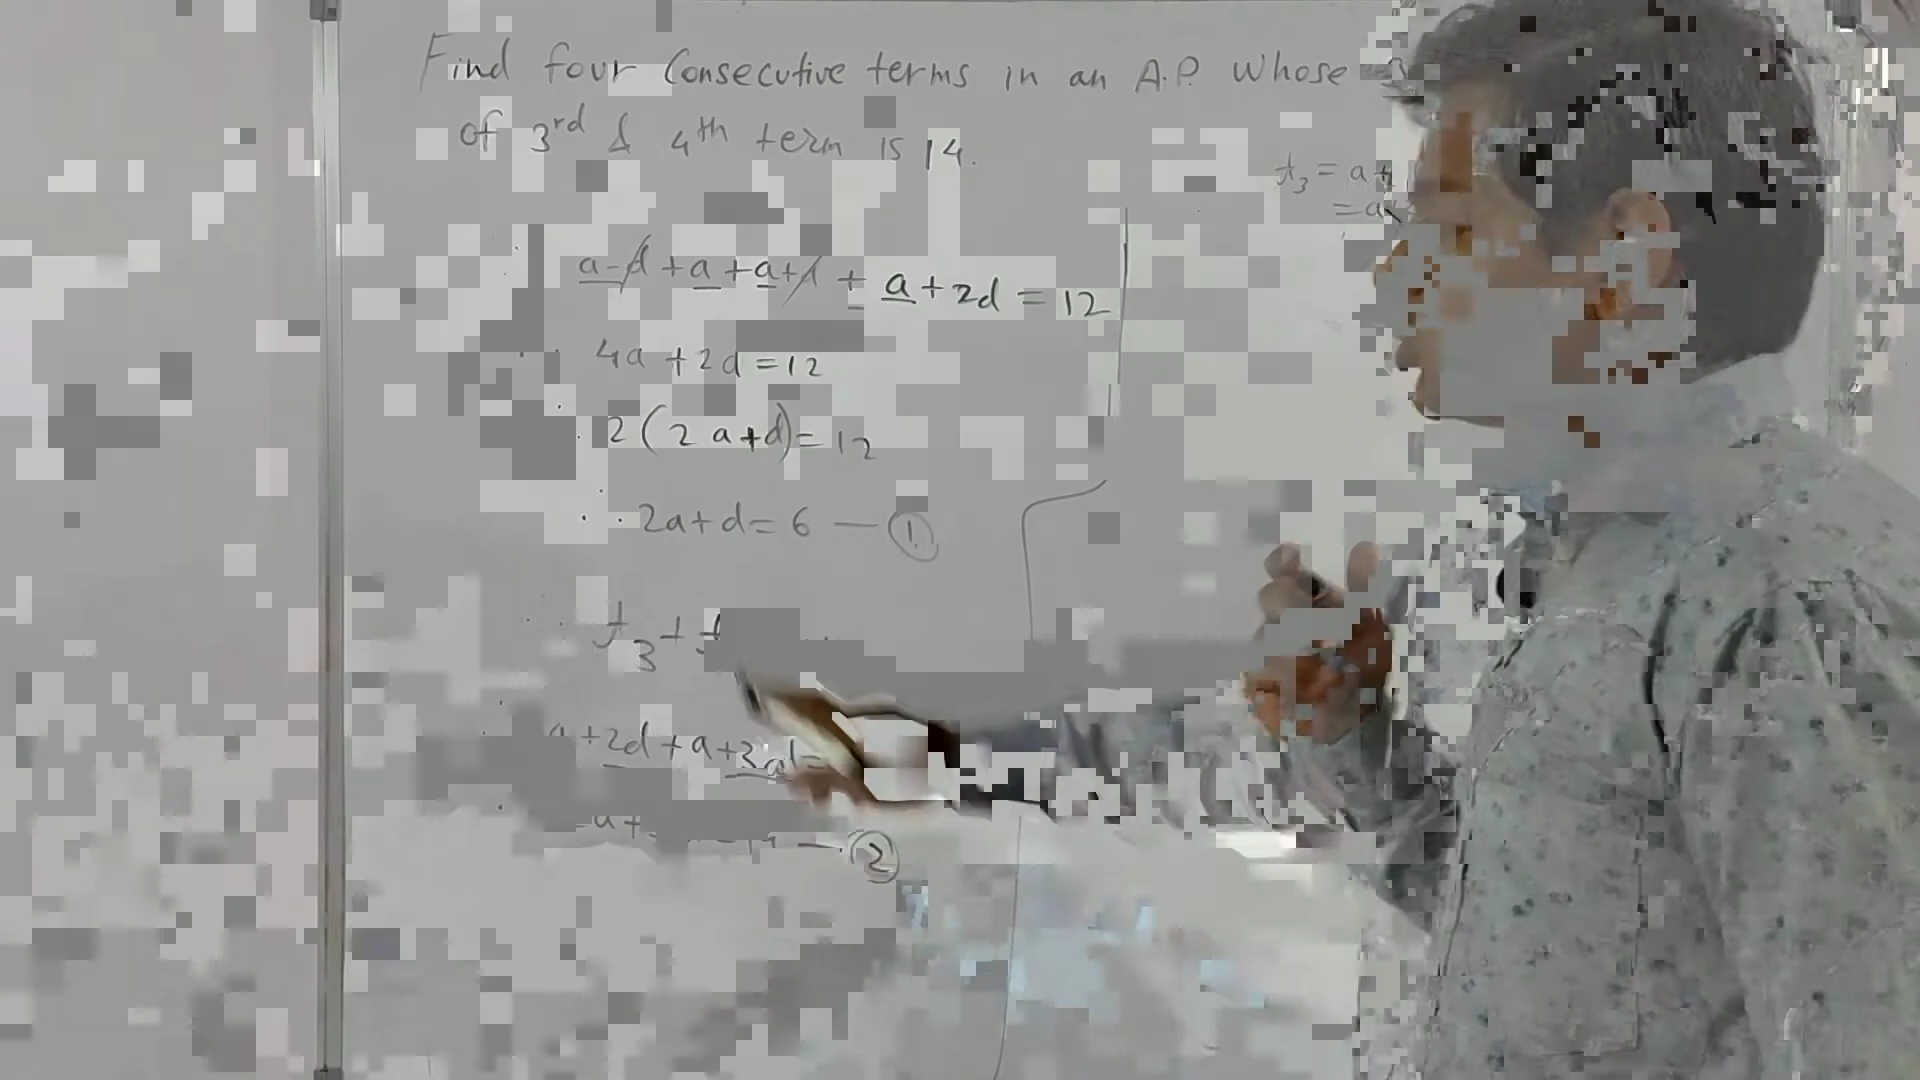 Find four Consecutive terms in an A.P. Whose
of 3rd & 4th term is 14.
t3 = a+
= a
a-d + a + a+d + a + 2d = 12
4a + 2d = 12
2 ( 2 a+d) = 12
2a + d = 6 — ①
t3 +
+2d + a + 3d =
a +
— ②